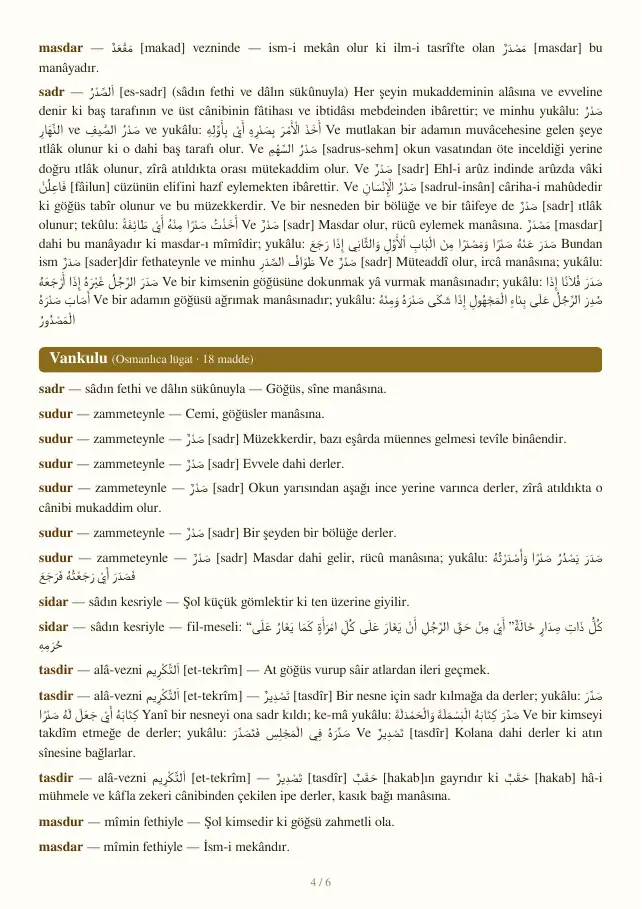 masdar — مَقْعَدٌ [makad] vezninde — ism-i mekân olur ki ilm-i tasrîfte olan مَصْدَرٌ [masdar] bu
manâyadır.
sadr — اَلصَّدْرُ [es-sadr] (sâdın fethi ve dâlın sükûnuyla) Her şeyin mukaddeminin alâsına ve evveline
denir ki baş tarafının ve üst cânibinin fâtihası ve ibtidâsı mebdeinden ibârettir; ve minhu yukâlu: صَدْرُ
النَّهَارِ ve صَدْرُ الصَّيْفِ ve yukâlu: أَخَذَ الْأَمْرَ بِصَدْرِهِ أَيْ بِأَوَّلِهِ Ve mutlakan bir adamın muvâcehesine gelen şeye
ıtlâk olunur ki o dahi baş tarafı olur. Ve صَدْرُ السَّهْمِ [sadrus-sehm] okun vasatından öte inceldiği yerine
doğru ıtlâk olunur, zîrâ atıldıkta orası mütekaddim olur. Ve صَدْرٌ [sadr] Ehl-i arûz indinde arûzda vâki
فَاعِلُنْ [fâilun] cüzünün elifini hazf eylemekten ibârettir. Ve صَدْرُ الْإِنْسَانِ [sadrul-insân] câriha-i mahûdedir
ki göğüs tabîr olunur ve bu müzekkerdir. Ve bir nesneden bir bölüğe ve bir tâifeye de صَدْرٌ [sadr] ıtlâk
olunur; tekûlu: أَخَذْتُ صَدْرًا مِنْهُ أَيْ طَائِفَةً Ve صَدْرٌ [sadr] Masdar olur, rücû eylemek manâsına. مَصْدَرٌ [masdar]
dahi bu manâyadır ki masdar-ı mîmîdir; yukâlu: صَدَرَ عَنْهُ صَدْرًا وَمَصْدَرًا مِنَ الْبَابِ الْأَوَّلِ وَالثَّانِي إِذَا رَجَعَ Bundan
ism صَدَرٌ [sader]dir fethateynle ve minhu طَوَافُ الصَّدَرِ Ve صَدْرٌ [sadr] Müteaddî olur, ircâ manâsına; yukâlu:
صَدَرَ الرَّجُلُ غَيْرَهُ إِذَا أَرْجَعَهُ Ve bir kimsenin göğüsüne dokunmak yâ vurmak manâsınadır; yukâlu: صَدَرَ فُلَانًا إِذَا
أَصَابَ صَدْرَهُ Ve bir adamın göğüsü ağrımak manâsınadır; yukâlu: صُدِرَ الرَّجُلُ عَلَى بِنَاءِ الْمَجْهُولِ إِذَا شَكَى صَدْرَهُ وَمِنْهُ
الْمَصْدُورُ
Vankulu (Osmanlıca lügat · 18 madde)
sadr — sâdın fethi ve dâlın sükûnuyla — Göğüs, sîne manâsına.
sudur — zammeteynle — Cemi, göğüsler manâsına.
sudur — zammeteynle — صَدْرٌ [sadr] Müzekkerdir, bazı eşârda müennes gelmesi tevîle binâendir.
sudur — zammeteynle — صَدْرٌ [sadr] Evvele dahi derler.
sudur — zammeteynle — صَدْرٌ [sadr] Okun yarısından aşağı ince yerine varınca derler, zîrâ atıldıkta o
cânibi mukaddim olur.
sudur — zammeteynle — صَدْرٌ [sadr] Bir şeyden bir bölüğe derler.
sudur — zammeteynle — صَدْرٌ [sadr] Masdar dahi gelir, rücû manâsına; yukâlu: صَدَرَ يَصْدُرُ صَدْرًا وَأَصْدَرْتُهُ
فَصَدَرَ أَيْ رَجَعْتُهُ فَرَجَعَ
sidar — sâdın kesriyle — Şol küçük gömlektir ki ten üzerine giyilir.
sidar — sâdın kesriyle — fil-meseli: “كُلُّ ذَاتِ صِدَارٍ خَالَةٌ” أَيْ مِنْ حَقِّ الرَّجُلِ أَنْ يَغَارَ عَلَى كُلِّ امْرَأَةٍ كَمَا يَغَارُ عَلَى
حُرَمِهِ
tasdir — alâ-vezni اَلتَّكْرِيم [et-tekrîm] — At göğüs vurup sâir atlardan ileri geçmek.
tasdir — alâ-vezni اَلتَّكْرِيم [et-tekrîm] — تَصْدِيرٌ [tasdîr] Bir nesne için sadr kılmağa da derler; yukâlu: صَدَّرَ
كِتَابَهُ أَيْ جَعَلَ لَهُ صَدْرًا Yanî bir nesneyi ona sadr kıldı; ke-mâ yukâlu: صَدَّرَ كِتَابَهُ الْبَسْمَلَةَ وَالْحَمْدَلَةَ Ve bir kimseyi
takdîm etmeğe de derler; yukâlu: صَدَّرَهُ فِي الْمَجْلِسِ فَتَصَدَّرَ Ve تَصْدِيرٌ [tasdîr] Kolana dahi derler ki atın
sînesine bağlarlar.
tasdir — alâ-vezni اَلتَّكْرِيم [et-tekrîm] — تَصْدِيرٌ [tasdîr] حَقَبٌ [hakab]ın gayrıdır ki حَقَبٌ [hakab] hâ-i
mühmele ve kâfla zekeri cânibinden çekilen ipe derler, kasık bağı manâsına.
masdur — mîmin fethiyle — Şol kimsedir ki göğsü zahmetli ola.
masdar — mîmin fethiyle — İsm-i mekândır.
4 / 6